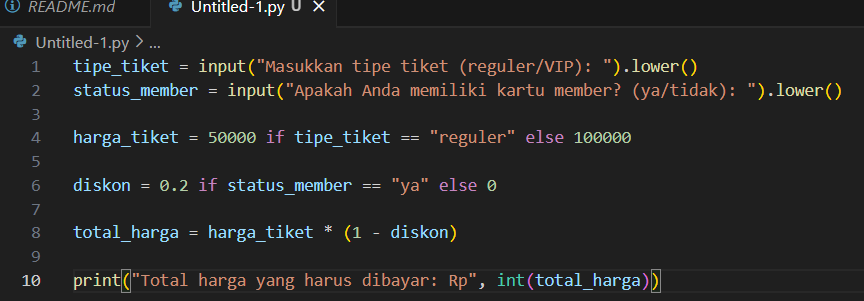 README.md Untitled-1.py U ×
Untitled-1.py > ...
1 tipe_tiket = input("Masukkan tipe tiket (reguler/VIP): ").lower()
2 status_member = input("Apakah Anda memiliki kartu member? (ya/tidak): ").lower()
3
4 harga_tiket = 50000 if tipe_tiket == "reguler" else 100000
5
6 diskon = 0.2 if status_member == "ya" else 0
7
8 total_harga = harga_tiket * (1 - diskon)
9
10 print("Total harga yang harus dibayar: Rp", int(total_harga))